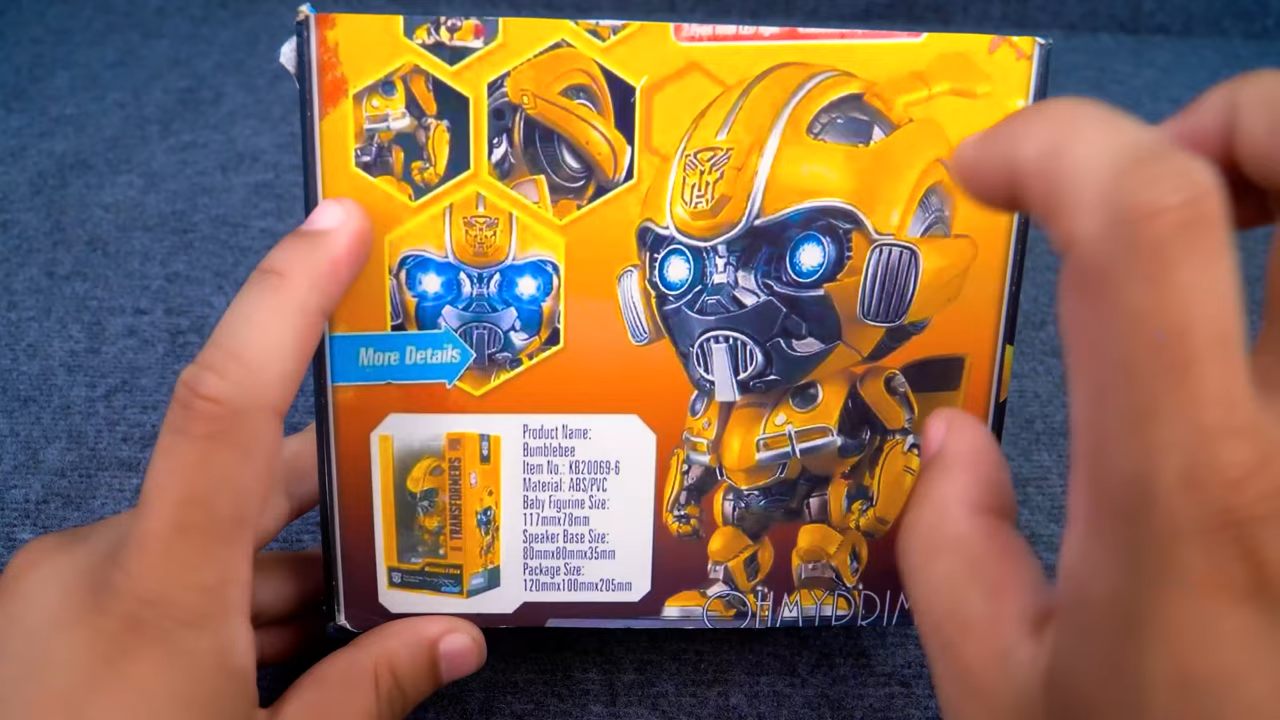 More Details
Product Name:
Bumblebee
Item No.: KB20069-6
Material: ABS/PVC
Baby Figurine Size:
117mmx78mm
Speaker Base Size:
80mmx80mmx35mm
Package Size:
120mmx100mmx205mm
TRANSFORMERS
OHMYPRIM